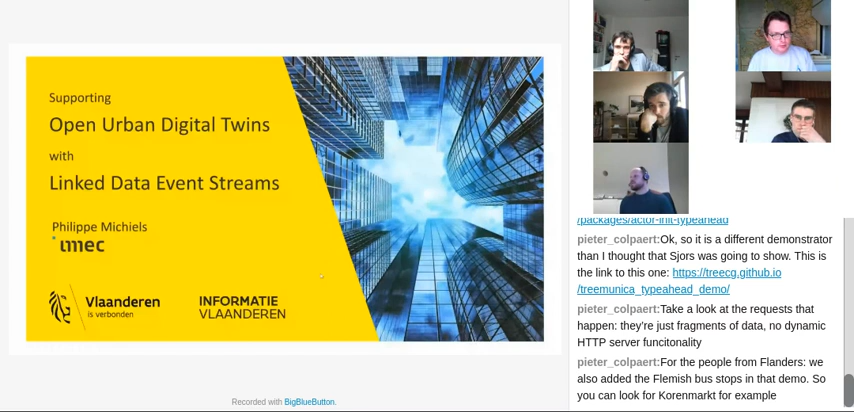 Supporting
Open Urban Digital Twins
with
Linked Data Event Streams
Philippe Michiels
imec
Vlaanderen
is verbonden
INFORMATIE
VLAANDEREN
Recorded with BigBlueButton.
/packages/actor-init-typeahead
pieter_colpaert:Ok, so it is a different demonstrator
than I thought that Sjors was going to show. This is
the link to this one: https://treecg.github.io
/treemunica_typeahead_demo/
pieter_colpaert:Take a look at the requests that
happen: they're just fragments of data, no dynamic
HTTP server funcitonality
pieter_colpaert:For the people from Flanders: we
also added the Flemish bus stops in that demo. So
you can look for Korenmarkt for example